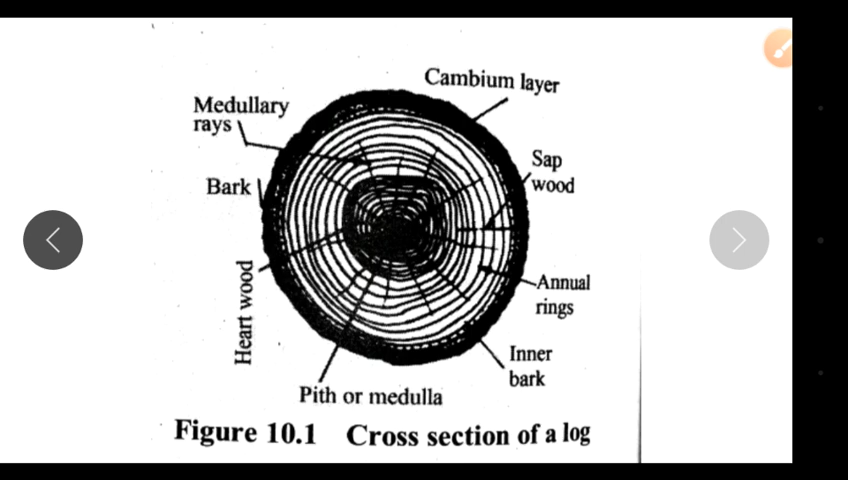 Cambium layer
Medullary
rays
Sap
wood
Bark
Heart wood
Annual
rings
Inner
bark
Pith or medulla
Figure 10.1 Cross section of a log